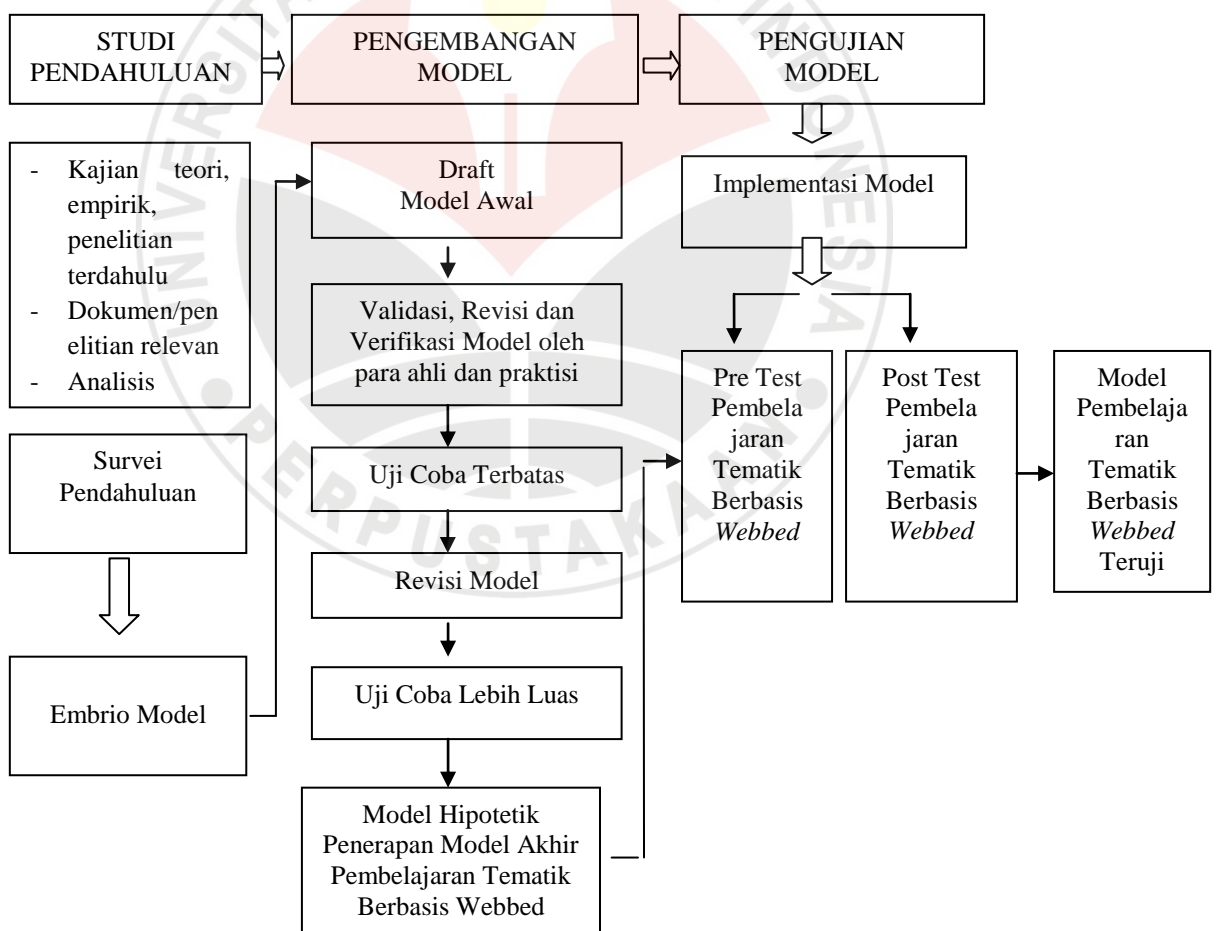 STUDI
PENDAHULUAN
PENGEMBANGAN
MODEL
PENGUJIAN
MODEL
- Kajian teori,
empirik,
penelitian
terdahulu
- Dokumen/pen
elitian relevan
- Analisis
Survei
Pendahuluan
Embrio Model
Draft
Model Awal
Validasi, Revisi dan
Verifikasi Model oleh
para ahli dan praktisi
Uji Coba Terbatas
Revisi Model
Uji Coba Lebih Luas
Model Hipotetik
Penerapan Model Akhir
Pembelajaran Tematik
Berbasis Webbed
Implementasi Model
Pre Test
Pembela
jaran
Tematik
Berbasis
Webbed
Post Test
Pembela
jaran
Tematik
Berbasis
Webbed
Model
Pembelaja
ran
Tematik
Berbasis
Webbed
Teruji
PERPUSTAKAAN